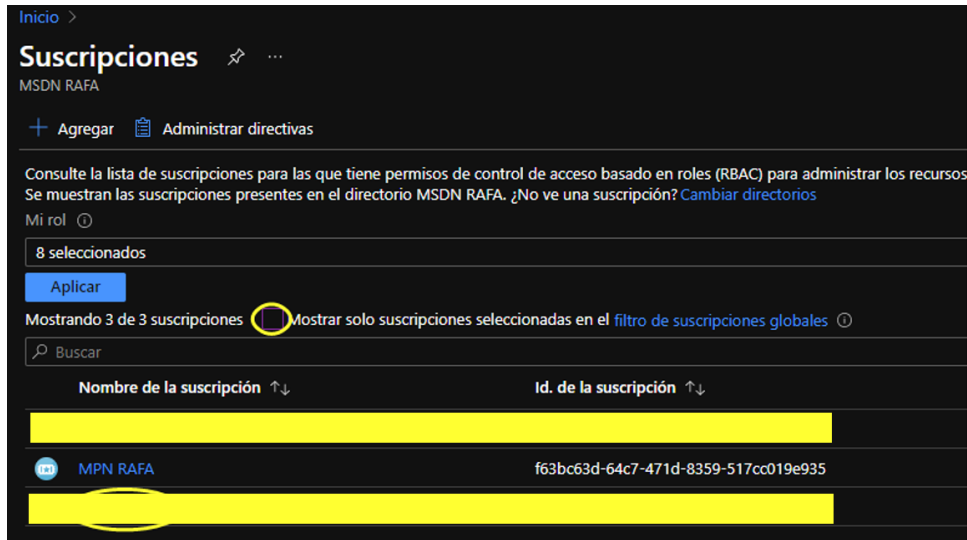 Inicio >
Suscripciones ...
MSDN RAFA
+ Agregar Administrar directivas
Consulte la lista de suscripciones para las que tiene permisos de control de acceso basado en roles (RBAC) para administrar los recursos
Se muestran las suscripciones presentes en el directorio MSDN RAFA. ¿No ve una suscripción? Cambiar directorios
Mi rol
8 seleccionados
Aplicar
Mostrando 3 de 3 suscripciones Mostrar solo suscripciones seleccionadas en el filtro de suscripciones globales
Buscar
Nombre de la suscripción ↑↓ Id. de la suscripción ↑↓
MPN RAFA f63bc63d-64c7-471d-8359-517cc019e935